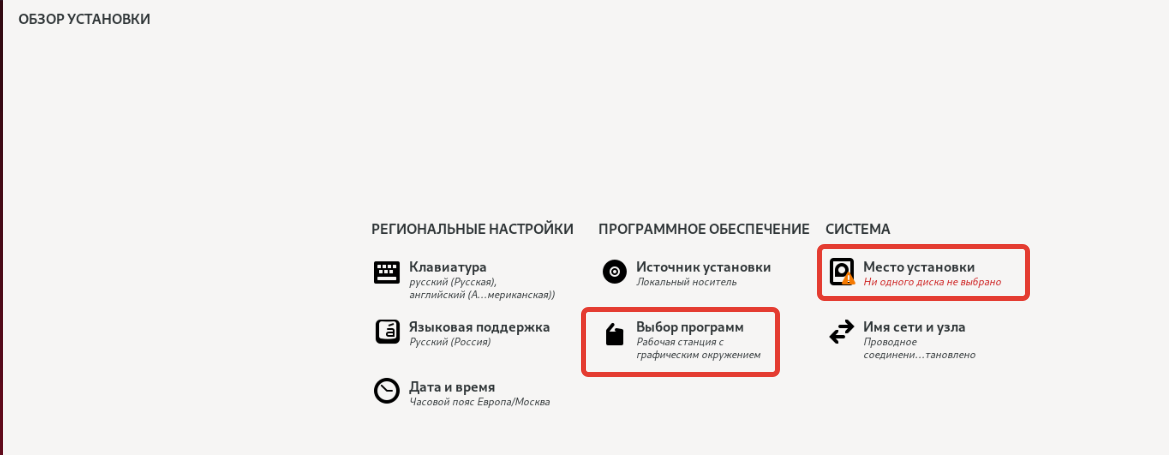 ОБЗОР УСТАНОВКИ
РЕГИОНАЛЬНЫЕ НАСТРОЙКИ
Клавиатура
русский (Русская),
английский (А...мериканская))
Языковая поддержка
Русский (Россия)
Дата и время
Часовой пояс Европа/Москва
ПРОГРАММНОЕ ОБЕСПЕЧЕНИЕ
Источник установки
Локальный носитель
Выбор программ
Рабочая станция с
графическим окружением
СИСТЕМА
Место установки
Ни одного диска не выбрано
Имя сети и узла
Проводное
соединени...тановлено